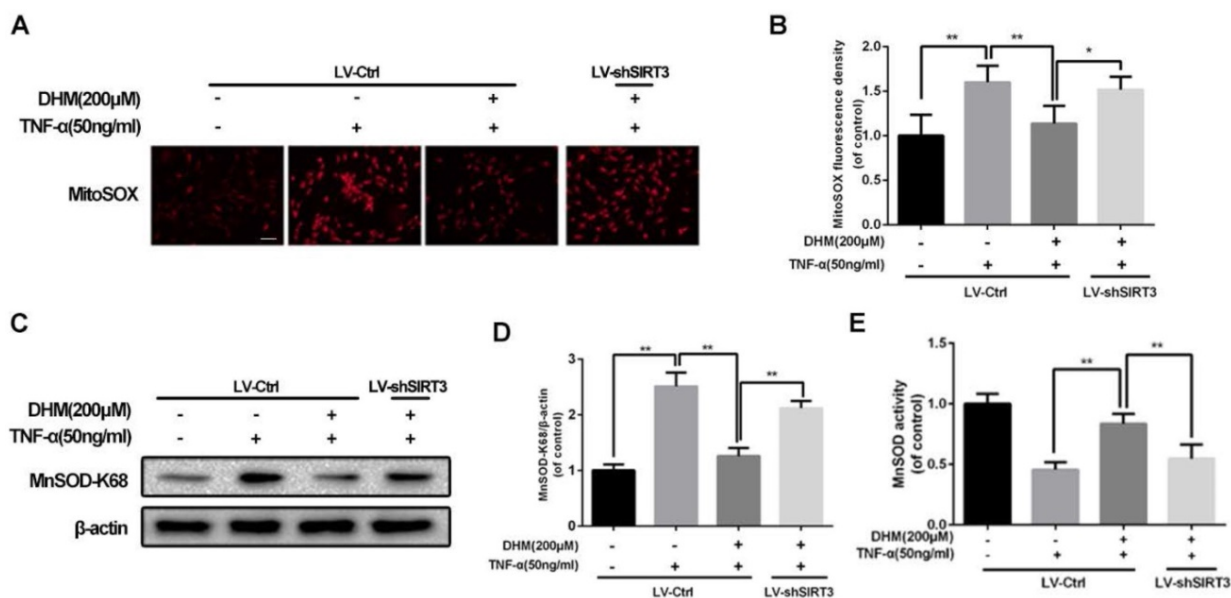 A
LV-Ctrl LV-shSIRT3
DHM(200μM) - - + +
TNF-α(50ng/ml) - + + +
MitoSOX
B
MitoSOX fluorescence density
(of control)
2.0
1.5
1.0
0.5
0.0
** ** *
DHM(200μM) - - + +
TNF-α(50ng/ml) - + + +
LV-Ctrl LV-shSIRT3
C
LV-Ctrl LV-shSIRT3
DHM(200μM) - - + +
TNF-α(50ng/ml) - + + +
MnSOD-K68
β-actin
D
MnSOD-K68/β-actin
(of control)
3
2
1
0
** ** **
DHM(200μM) - - + +
TNF-α(50ng/ml) - + + +
LV-Ctrl LV-shSIRT3
E
MnSOD activity
(of control)
1.5
1.0
0.5
0.0
** **
DHM(200μM) - - + +
TNF-α(50ng/ml) - + + +
LV-Ctrl LV-shSIRT3